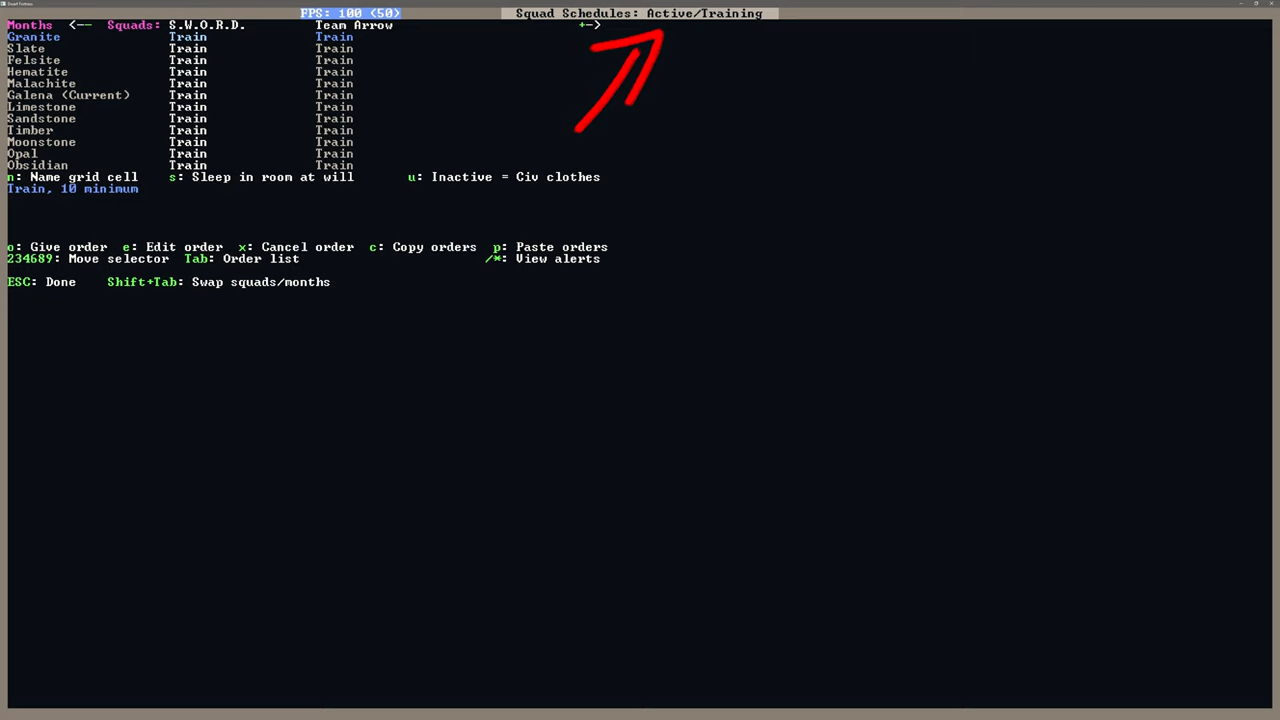 Dwarf Fortress
FPS: 100 (50) Squad Schedules: Active/Training
Months <-- Squads: S.W.O.R.D. Team Arrow +->
Granite Train Train
Slate Train Train
Felsite Train Train
Hematite Train Train
Malachite Train Train
Galena (Current) Train Train
Limestone Train Train
Sandstone Train Train
Timber Train Train
Moonstone Train Train
Opal Train Train
Obsidian Train Train
n: Name grid cell s: Sleep in room at will u: Inactive = Civ clothes
Train, 10 minimum
o: Give order e: Edit order x: Cancel order c: Copy orders p: Paste orders
234689: Move selector Tab: Order list /*: View alerts
ESC: Done Shift+Tab: Swap squads/months